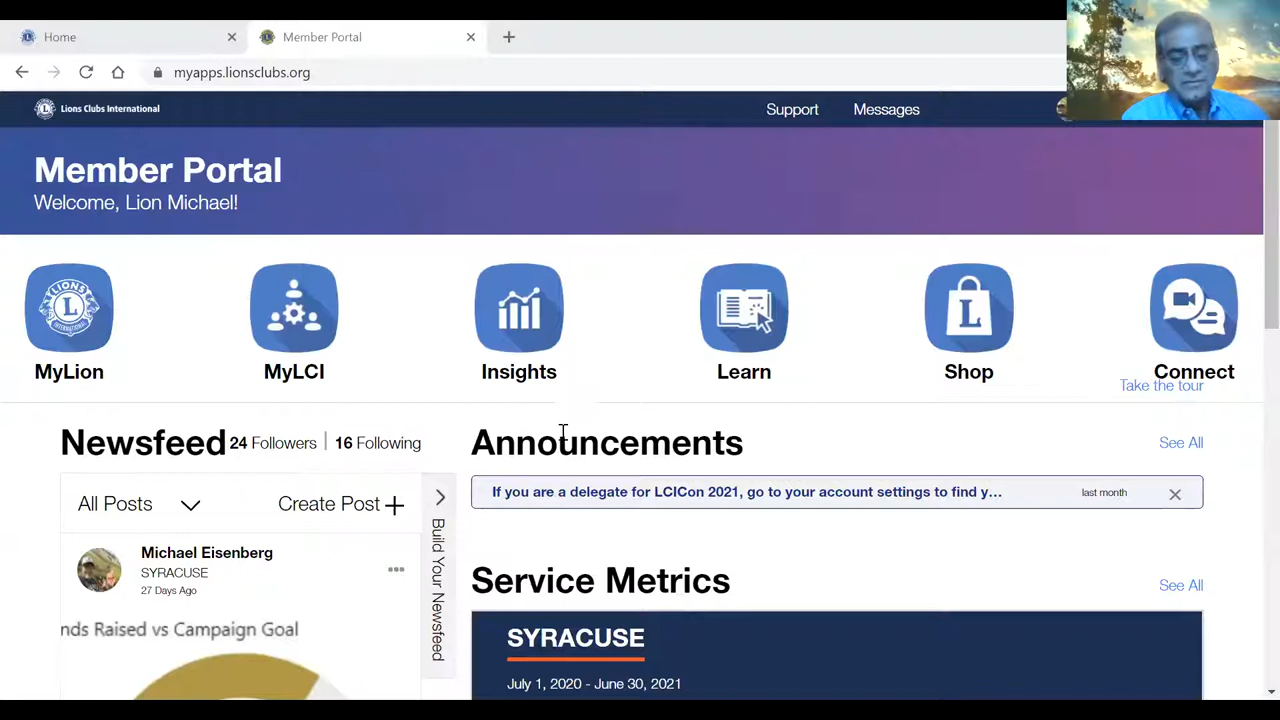 Home
Member Portal
myapps.lionsclubs.org
Lions Clubs International
Support Messages
Member Portal
Welcome, Lion Michael!
LIONS
L
INTERNATIONAL
L
MyLion MyLCI Insights Learn Shop Connect
Take the tour
Newsfeed 24 Followers | 16 Following
Announcements See All
If you are a delegate for LCICon 2021, go to your account settings to find y... last month
All Posts Create Post
Build Your Newsfeed
Michael Eisenberg
SYRACUSE
27 Days Ago
nds Raised vs Campaign Goal
Service Metrics See All
SYRACUSE
July 1, 2020 - June 30, 2021